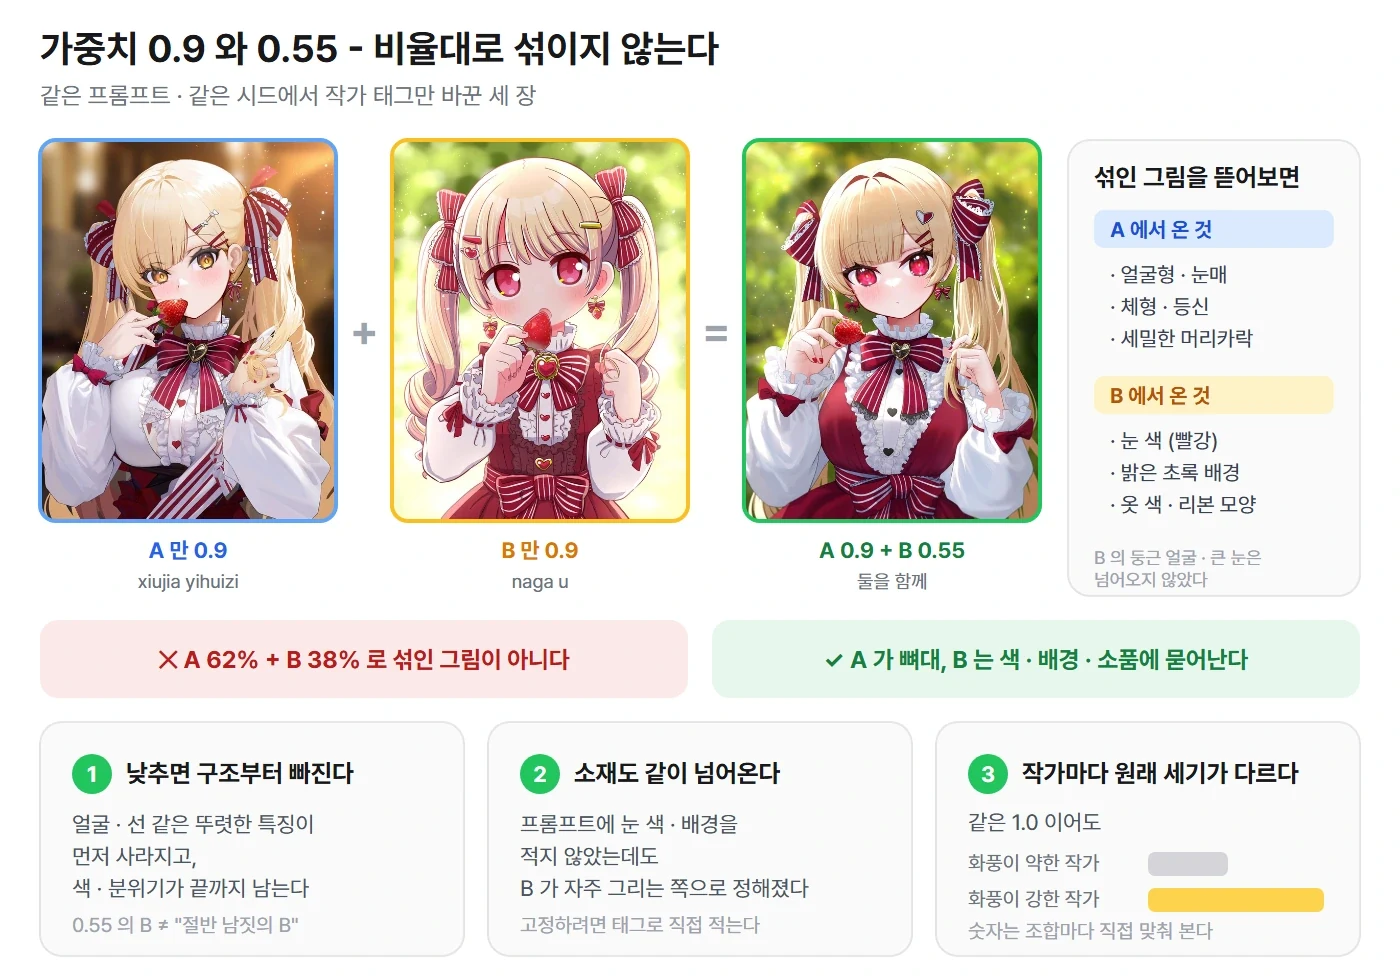 가중치 0.9 와 0.55 - 비율대로 섞이지 않는다
같은 프롬프트 · 같은 시드에서 작가 태그만 바꾼 세 장
+
=
A 만 0.9
xiujia yihuizi
B 만 0.9
naga u
A 0.9 + B 0.55
둘을 함께
섞인 그림을 뜯어보면
A 에서 온 것
· 얼굴형 · 눈매
· 체형 · 등신
· 세밀한 머리카락
B 에서 온 것
· 눈 색 (빨강)
· 밝은 초록 배경
· 옷 색 · 리본 모양
B 의 둥근 얼굴 · 큰 눈은
넘어오지 않았다
✕ A 62% + B 38% 로 섞인 그림이 아니다
✓ A 가 뼈대, B 는 색 · 배경 · 소품에 묻어난다
1 낮추면 구조부터 빠진다
얼굴 · 선 같은 뚜렷한 특징이
먼저 사라지고,
색 · 분위기가 끝까지 남는다
0.55 의 B ≠ "절반 남짓의 B"
2 소재도 같이 넘어온다
프롬프트에 눈 색 · 배경을
적지 않았는데도
B 가 자주 그리는 쪽으로 정해졌다
고정하려면 태그로 직접 적는다
3 작가마다 원래 세기가 다르다
같은 1.0 이어도
화풍이 약한 작가
화풍이 강한 작가
숫자는 조합마다 직접 맞춰 본다